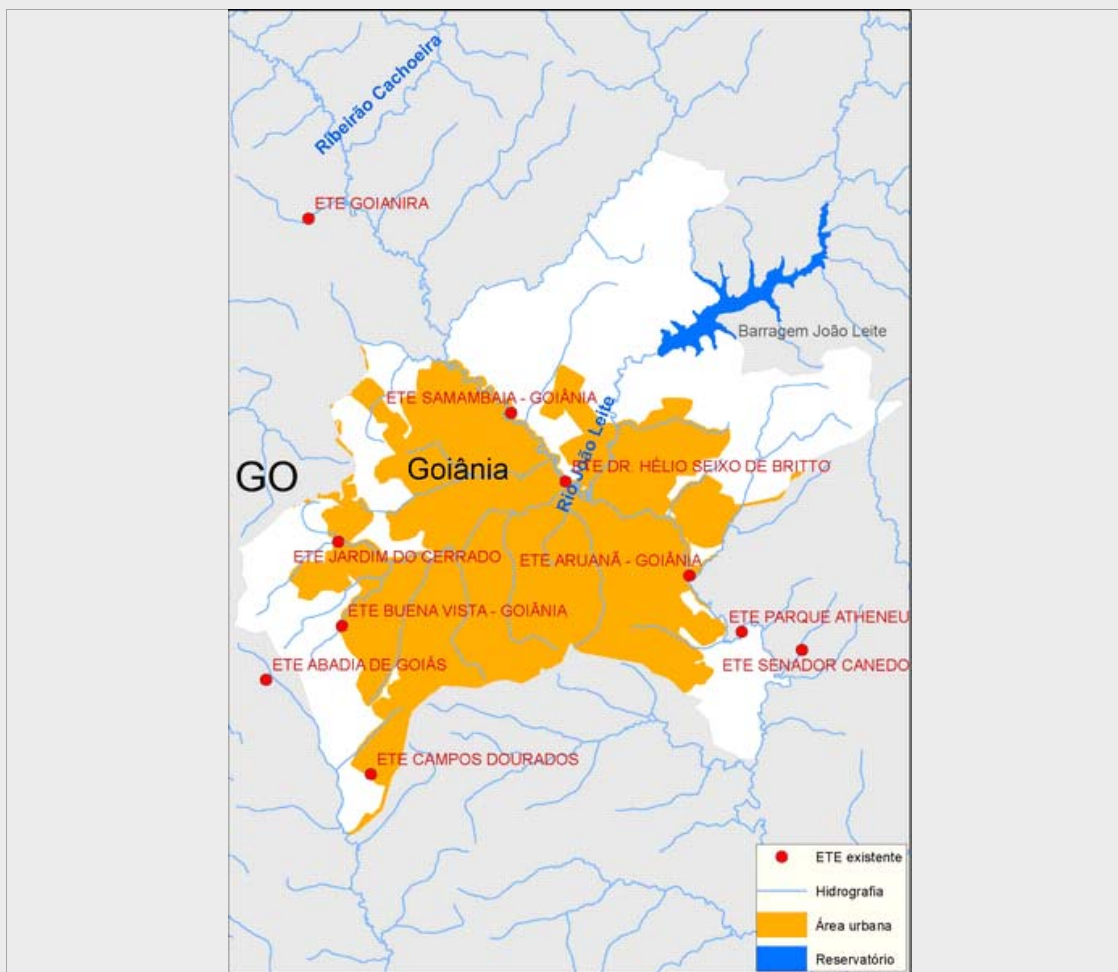 Ribeirão Cachoeira
ETE GOIANIRA
Barragem João Leite
ETE SAMAMBAIA - GOIÂNIA
Rio João Leite
GO
Goiânia
ETE DR. HÉLIO SEIXO DE BRITTO
ETE JARDIM DO CERRADO
ETE ARUANÃ - GOIÂNIA
ETE BUENA VISTA - GOIÂNIA
ETE PARQUE ATHENEU
ETE ABADIA DE GOIÁS
ETE SENADOR CANEDO
ETE CAMPOS DOURADOS
ETE existente
Hidrografia
Área urbana
Reservatório